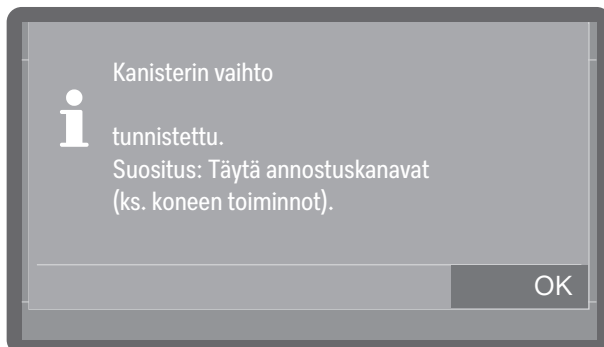 Kanisterin vaihto
tunnistettu.
Suositus: Täytä annostuskanavat
(ks. koneen toiminnot).
OK